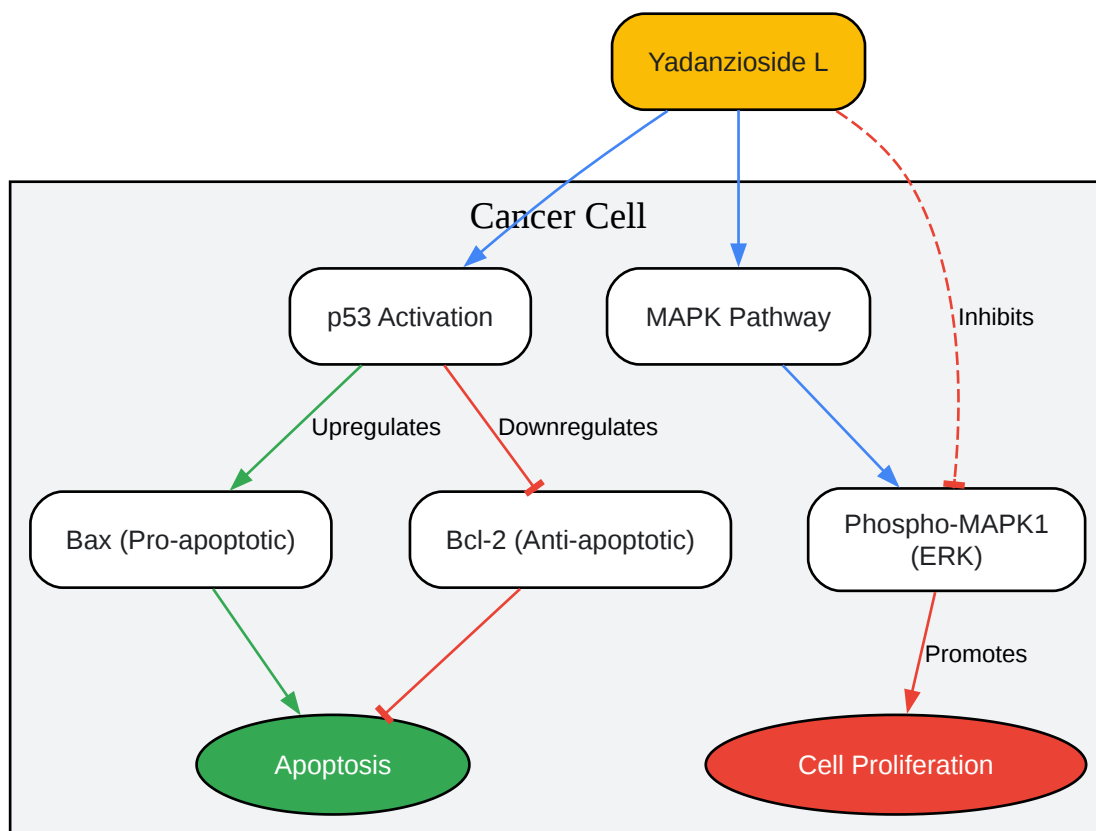 Yadanzioside L
Cancer Cell
p53 Activation
MAPK Pathway
Inhibits
Upregulates
Downregulates
Bax (Pro-apoptotic)
Bcl-2 (Anti-apoptotic)
Phospho-MAPK1
(ERK)
Promotes
Apoptosis
Cell Proliferation